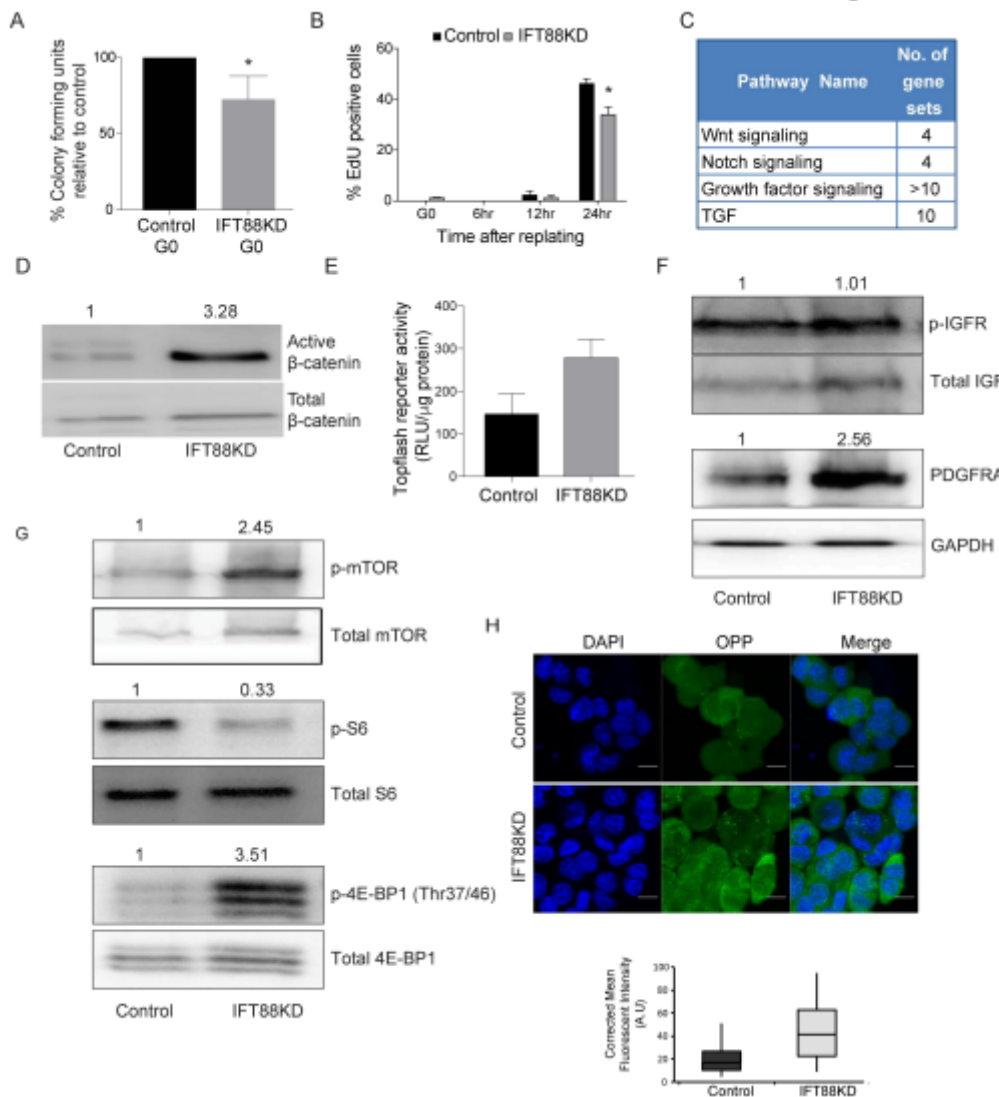 A
% Colony forming units
relative to control
100
50
0
*
Control
G0
IFT88KD
G0
B
Control IFT88KD
% EdU positive cells
60
40
20
0
*
G0 6hr 12hr 24hr
Time after replating
C
Pathway Name
No. of
gene
sets
Wnt signaling 4
Notch signaling 4
Growth factor signaling >10
TGF 10
D
1 3.28
Active
β-catenin
Total
β-catenin
Control IFT88KD
E
Topflash reporter activity
(RLU/μg protein)
400
300
200
100
0
Control IFT88KD
F
1 1.01
p-IGFR
Total IGF
1 2.56
PDGFRA
GAPDH
Control IFT88KD
G
1 2.45
p-mTOR
Total mTOR
1 0.33
p-S6
Total S6
1 3.51
p-4E-BP1 (Thr37/46)
Total 4E-BP1
Control IFT88KD
H
DAPI OPP Merge
Control
IFT88KD
Corrected Mean
Fluorescent Intensity
(A.U)
100
80
60
40
20
0
Control IFT88KD